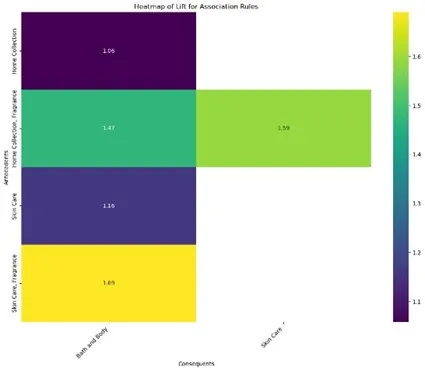 Heatmap of Lift for Association Rules
Home Collection
1.06
Home Collection, Fragrance
1.47
1.59
Skin Care
1.16
Skin Care, Fragrance
1.69
Antecedents
Bath and Body
Skin Care
Consequents
1.6
1.5
1.4
1.3
1.2
1.1